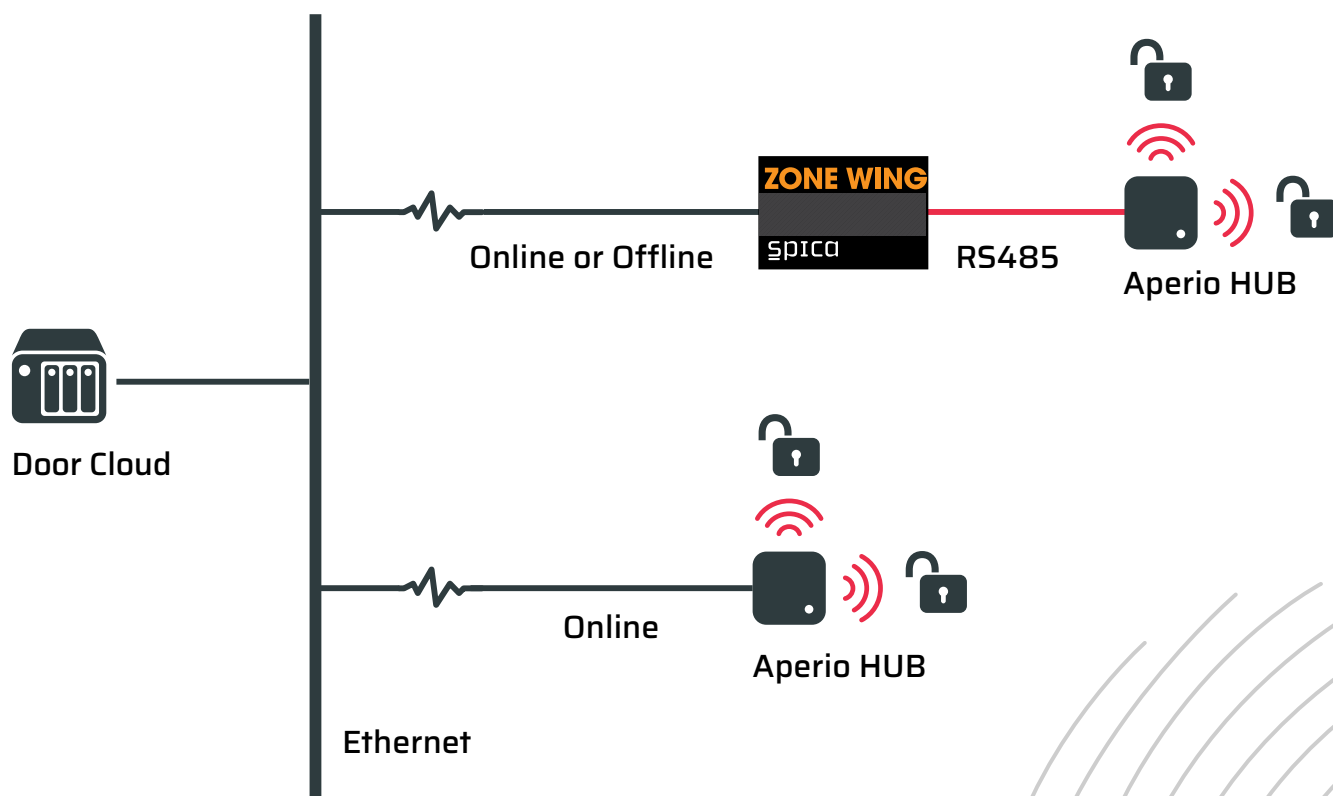 ZONE WING
spica
Online or Offline
RS485
Aperio HUB
Door Cloud
Online
Aperio HUB
Ethernet